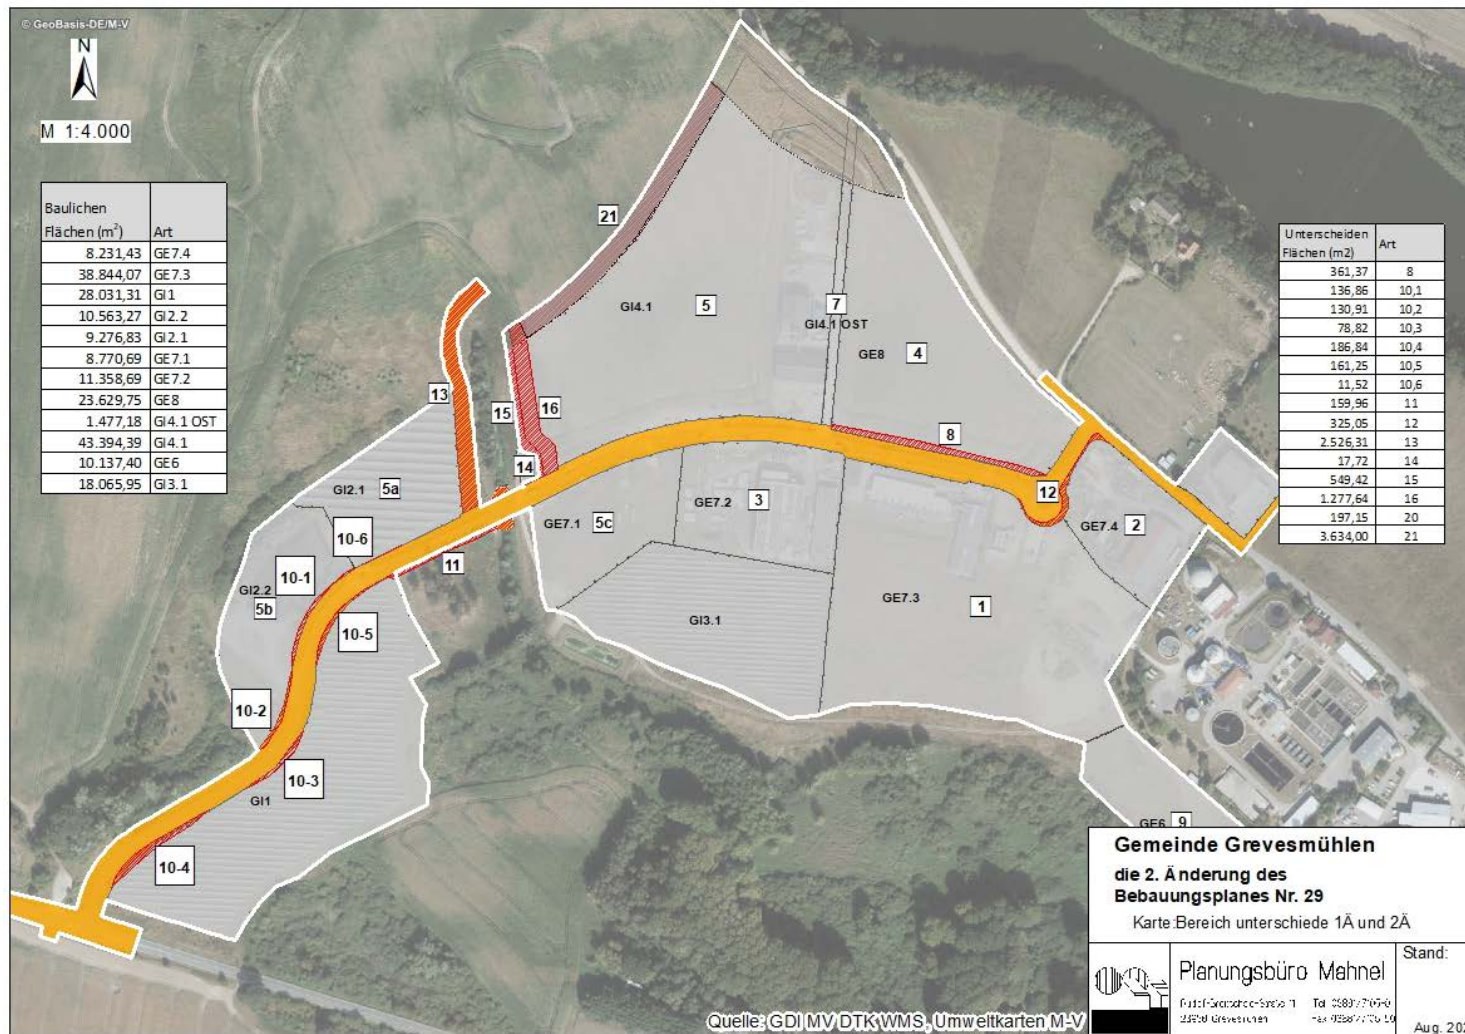 © GeoBasis-DE/M-V
N
M 1:4.000
Baulichen
Flächen (m²) Art
8.231,43 GE7.4
38.844,07 GE7.3
28.031,31 GI1
10.563,27 GI2.2
9.276,83 GI2.1
8.770,69 GE7.1
11.358,69 GE7.2
23.629,75 GE8
1.477,18 GI4.1 OST
43.394,39 GI4.1
10.137,40 GE6
18.065,95 GI3.1
Unterscheiden
Flächen (m2) Art
361,37 8
136,86 10,1
130,91 10,2
78,82 10,3
186,84 10,4
161,25 10,5
11,52 10,6
159,96 11
325,05 12
2.526,31 13
17,72 14
549,42 15
1.277,64 16
197,15 20
3.634,00 21
21
GI4.1 5
7
GI4.1 OST
GE8 4
13
15
16
8
14
12
GI2.1 5a
GE7.1 5c
GE7.2 3
GE7.4 2
10-6
11
10-1
GI2.2
5b
10-5
GE7.3 1
GI3.1
10-2
10-3
GI1
10-4
GE6 9
Gemeinde Grevesmühlen
die 2. Änderung des
Bebauungsplanes Nr. 29
Karte:Bereich unterschiede 1Ä und 2Ä
Planungsbüro Mahnel
Stand:
Aug. 20
Quelle: GDI MV DTK WMS, Umweltkarten M-V